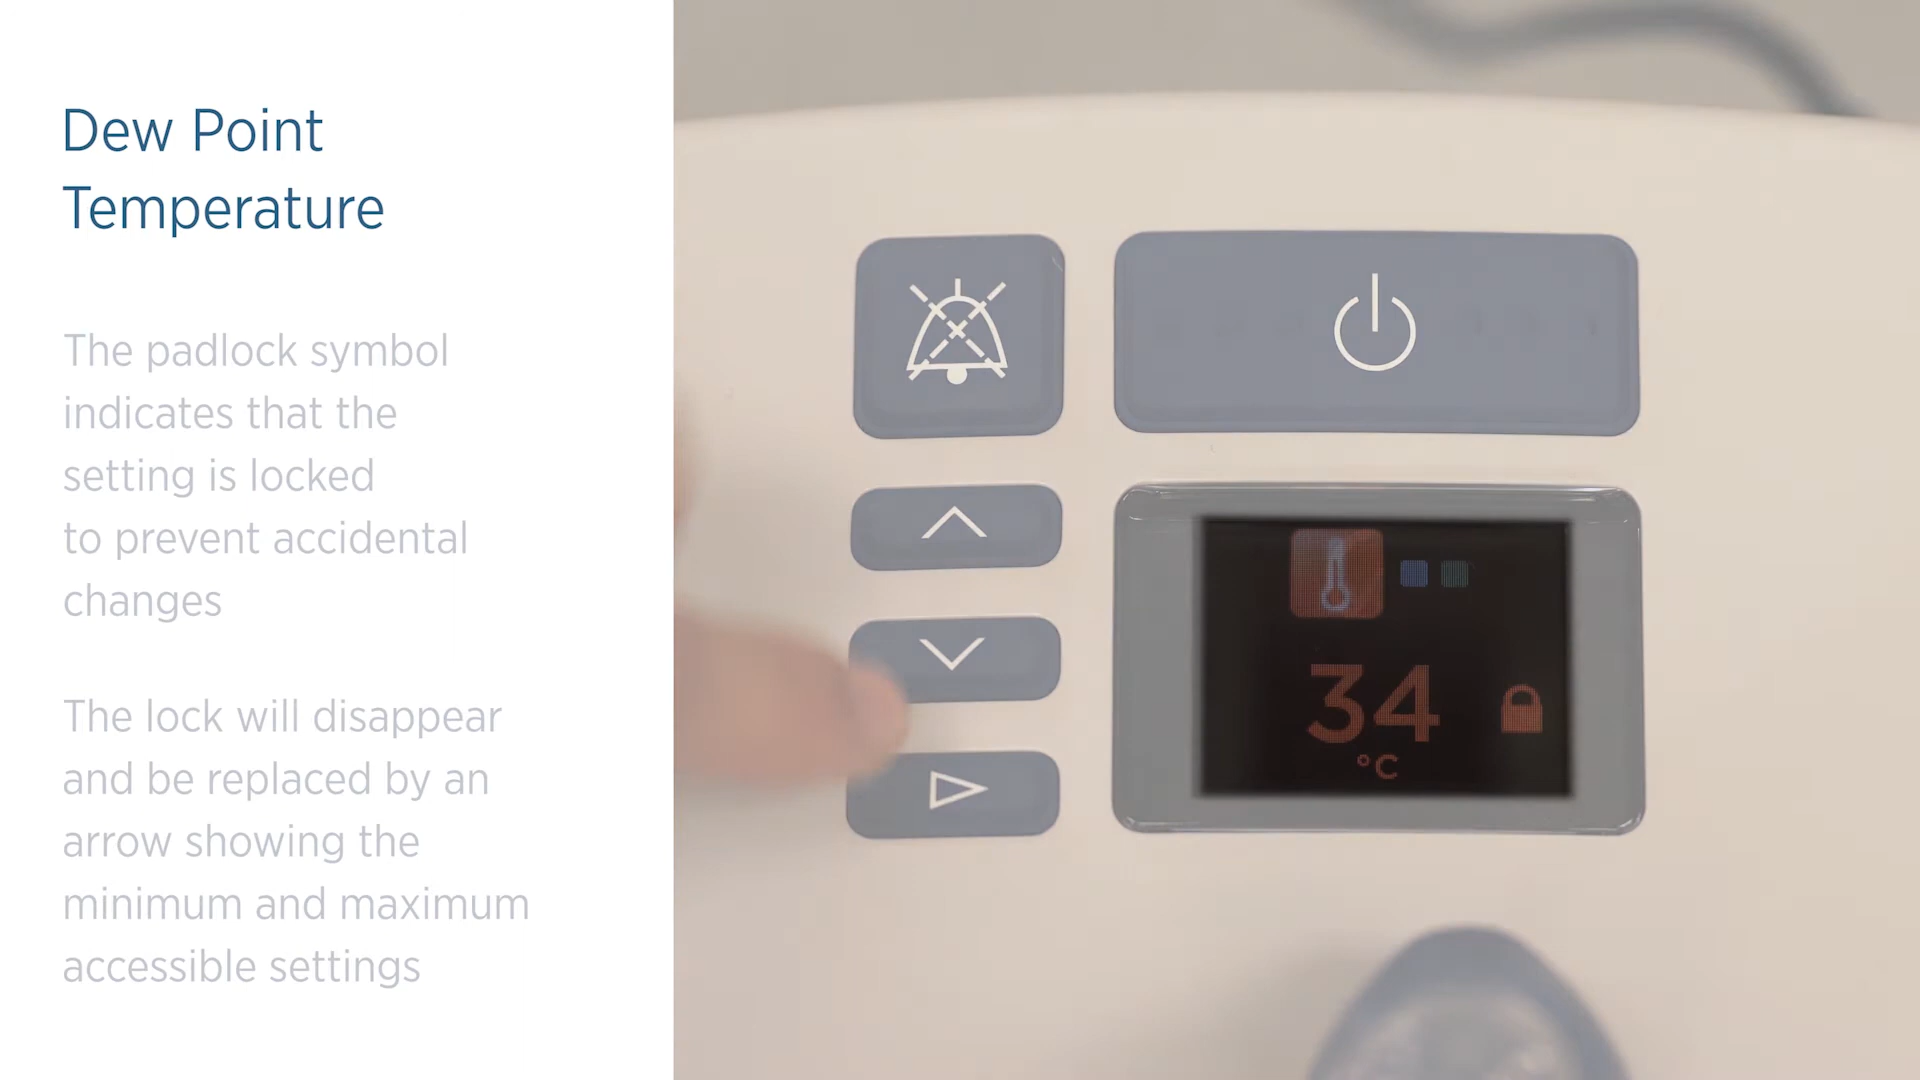 Dew Point
Temperature
The padlock symbol
indicates that the
setting is locked
to prevent accidental
changes
The lock will disappear
and be replaced by an
arrow showing the
minimum and maximum
accessible settings
34
°C